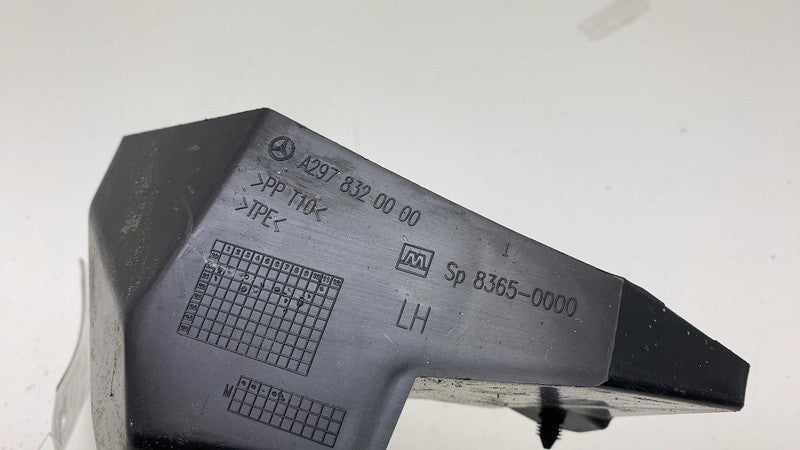 A297 832 00 00
>PP T10<
>TPE<
1
Sp 8365-0000
LH
M